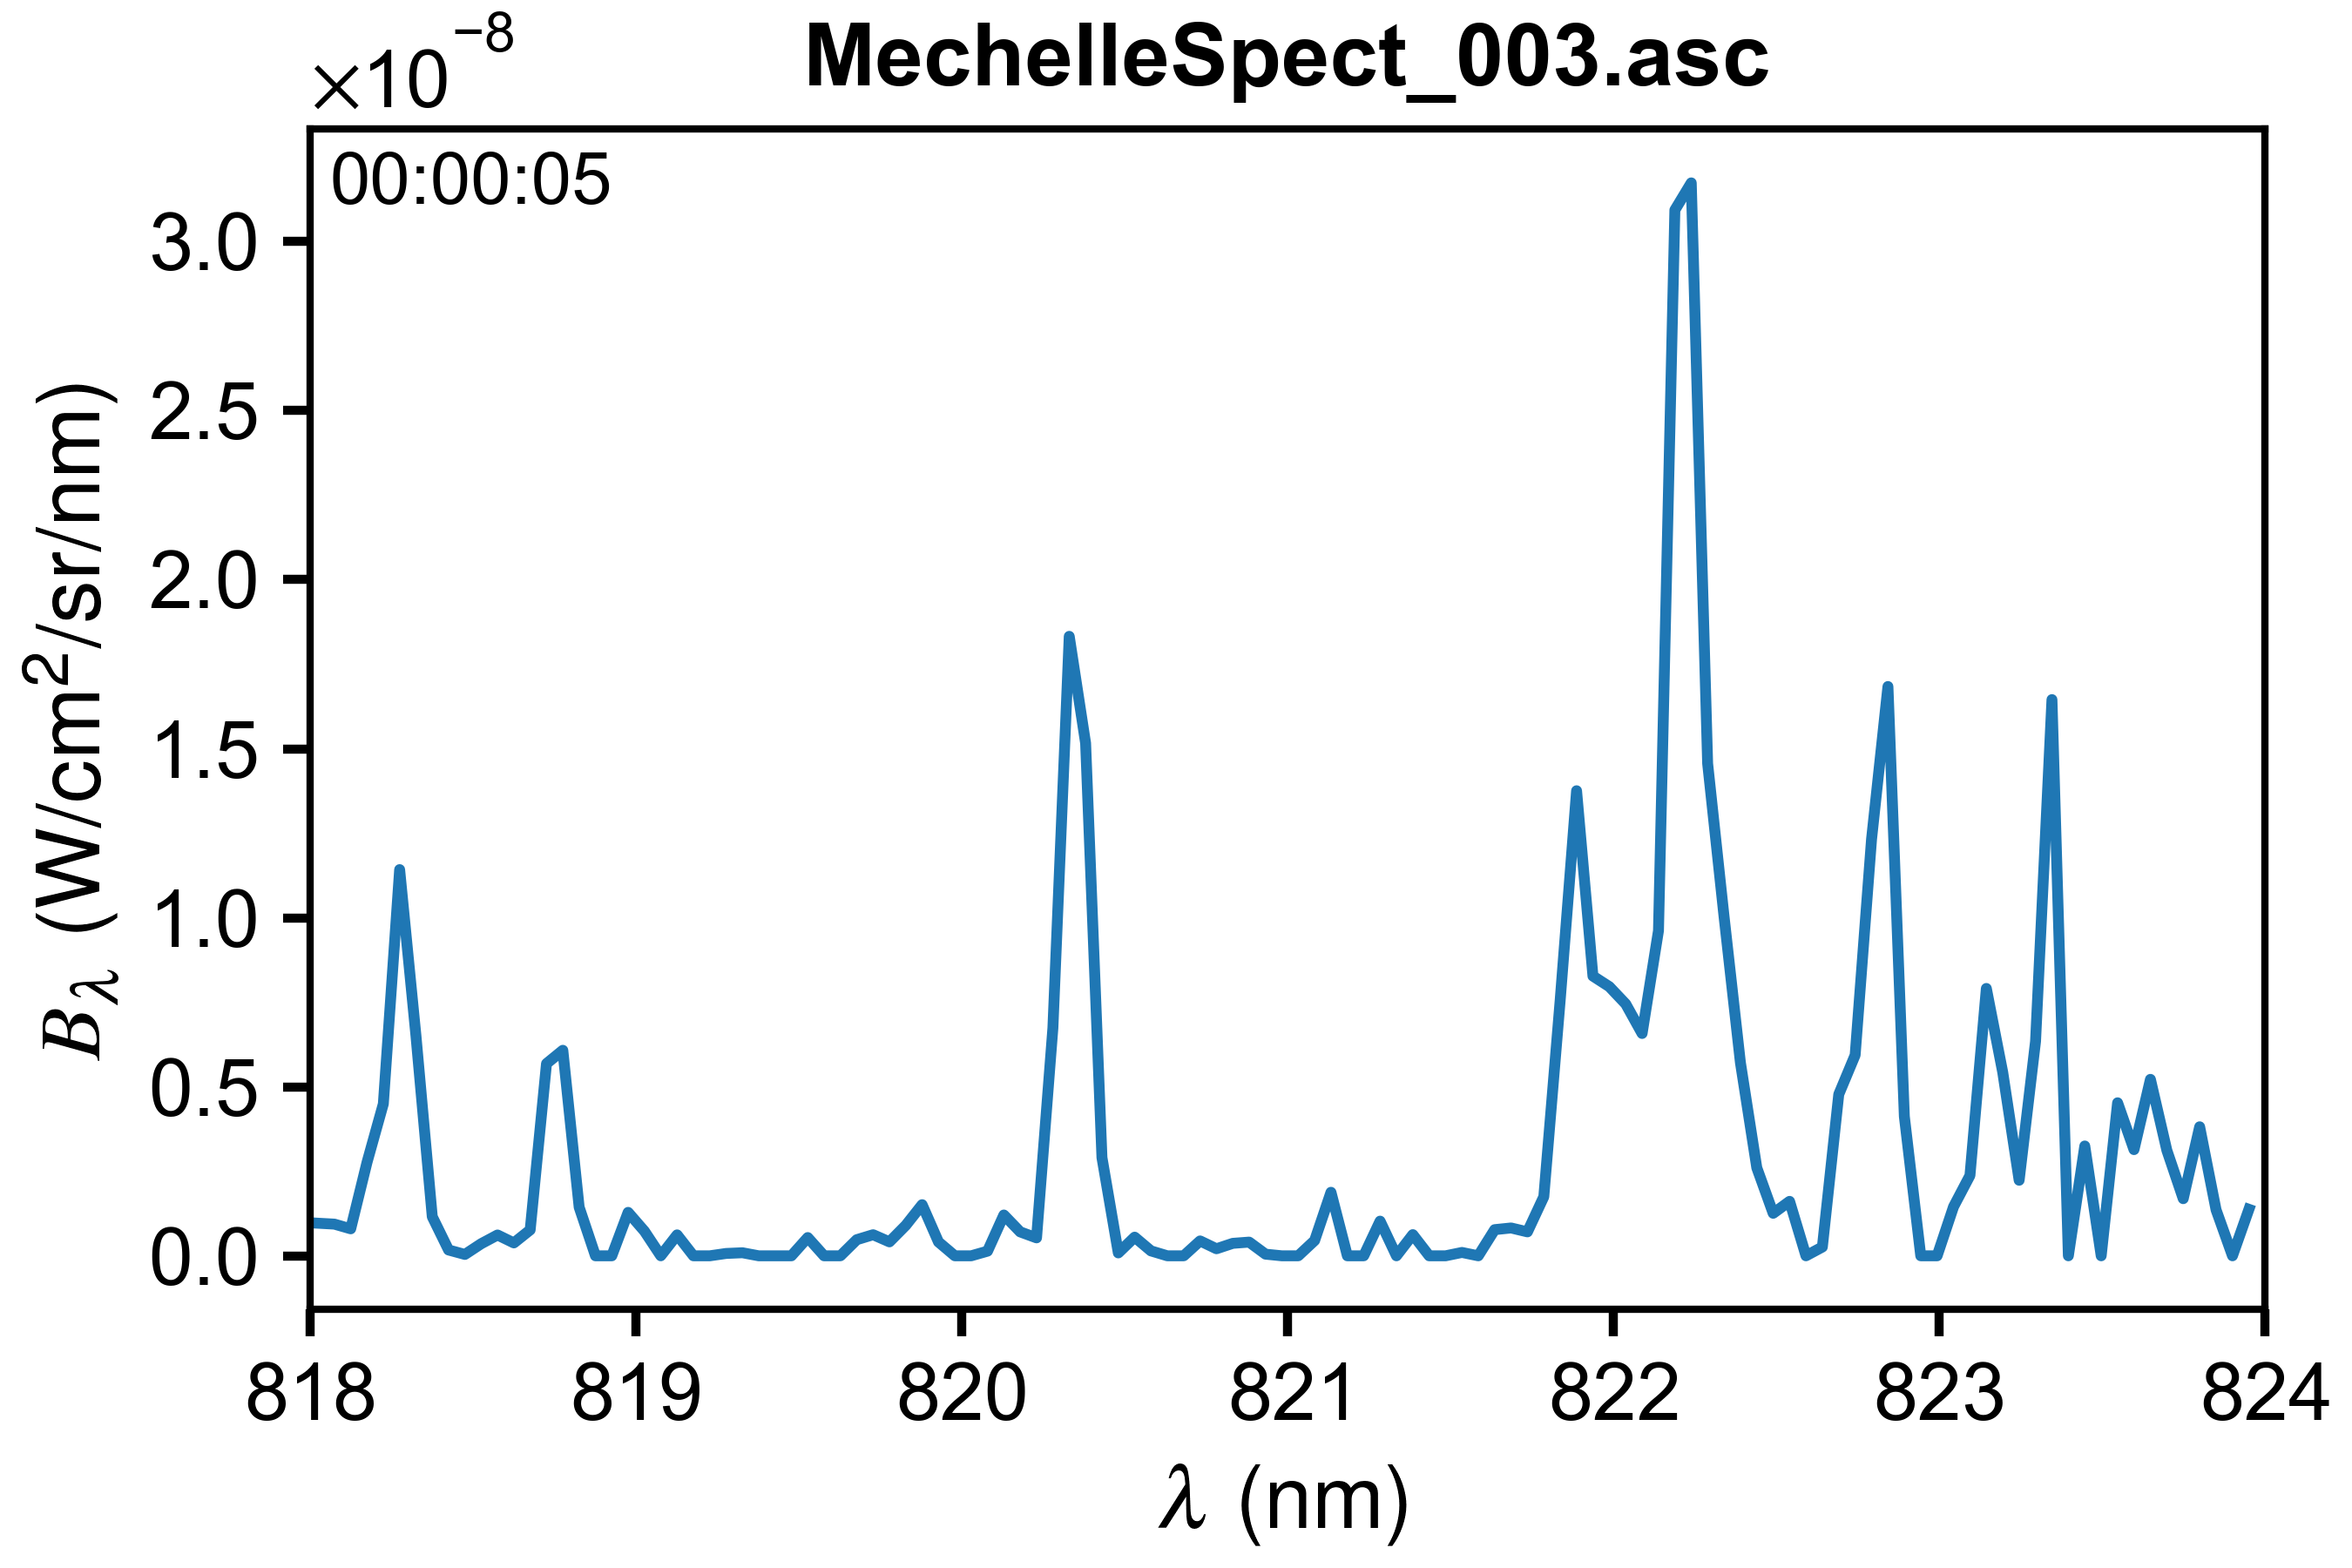 ×10⁻⁸
MechelleSpect_003.asc
00:00:05
3.0
2.5
2.0
1.5
1.0
0.5
0.0
B_λ (W/cm²/sr/nm)
818 819 820 821 822 823 824
λ (nm)